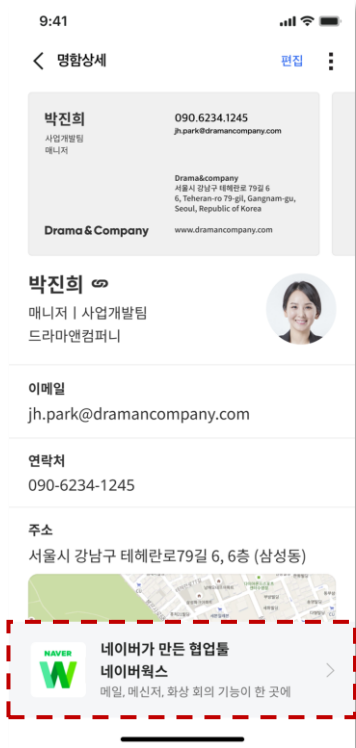 9:41
명함상세
편집
박진희
사업개발팀
매니저
090.6234.1245
jh.park@dramancompany.com
Drama&company
서울시 강남구 테헤란로 79길 6
6, Teheran-ro 79-gil, Gangnam-gu,
Seoul, Republic of Korea
Drama & Company
www.dramancompany.com
박진희
매니저ㅣ사업개발팀
드라마앤컴퍼니
이메일
jh.park@dramancompany.com
연락처
090-6234-1245
주소
서울시 강남구 테헤란로79길 6, 6층 (삼성동)
NAVER
W
네이버가 만든 협업툴
네이버웍스
메일, 메신저, 화상 회의 기능이 한 곳에